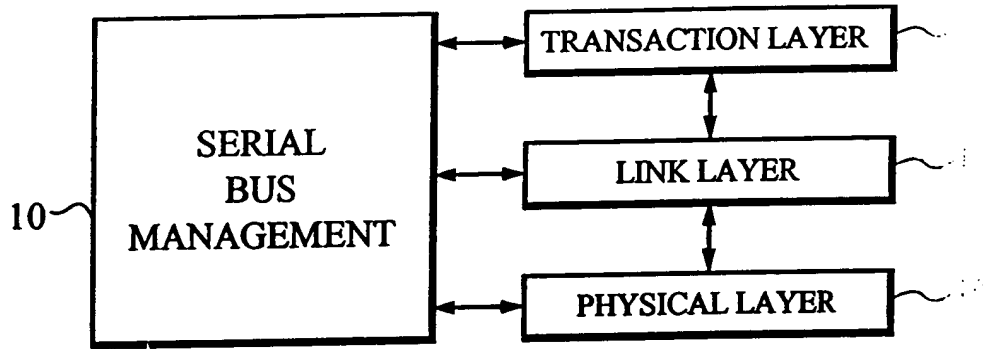 TRANSACTION LAYER
SERIAL
BUS
MANAGEMENT
LINK LAYER
10
PHYSICAL LAYER